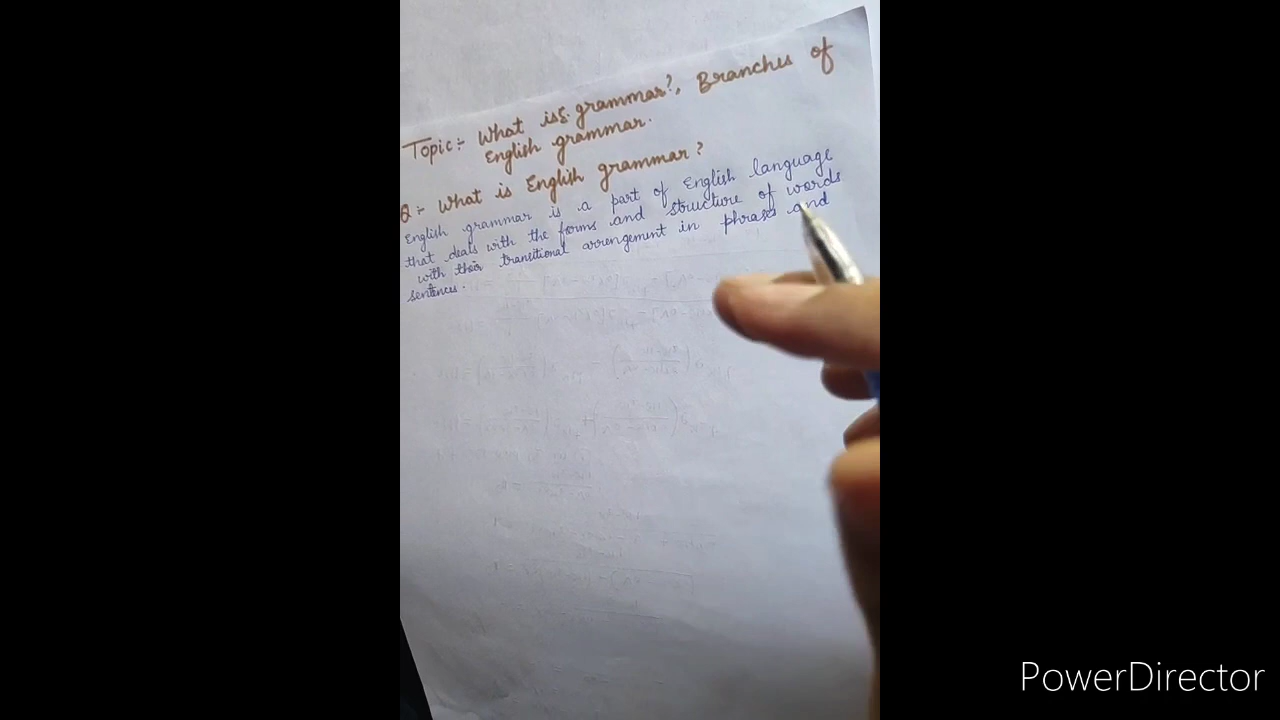 Topic:- What is E. grammar?, Branches of
English grammar.
Q:- What is English grammar?
English grammar is a part of English language
that deals with the forms and structure of words
with their transitional arrengement in phrases and
sentences.
PowerDirector